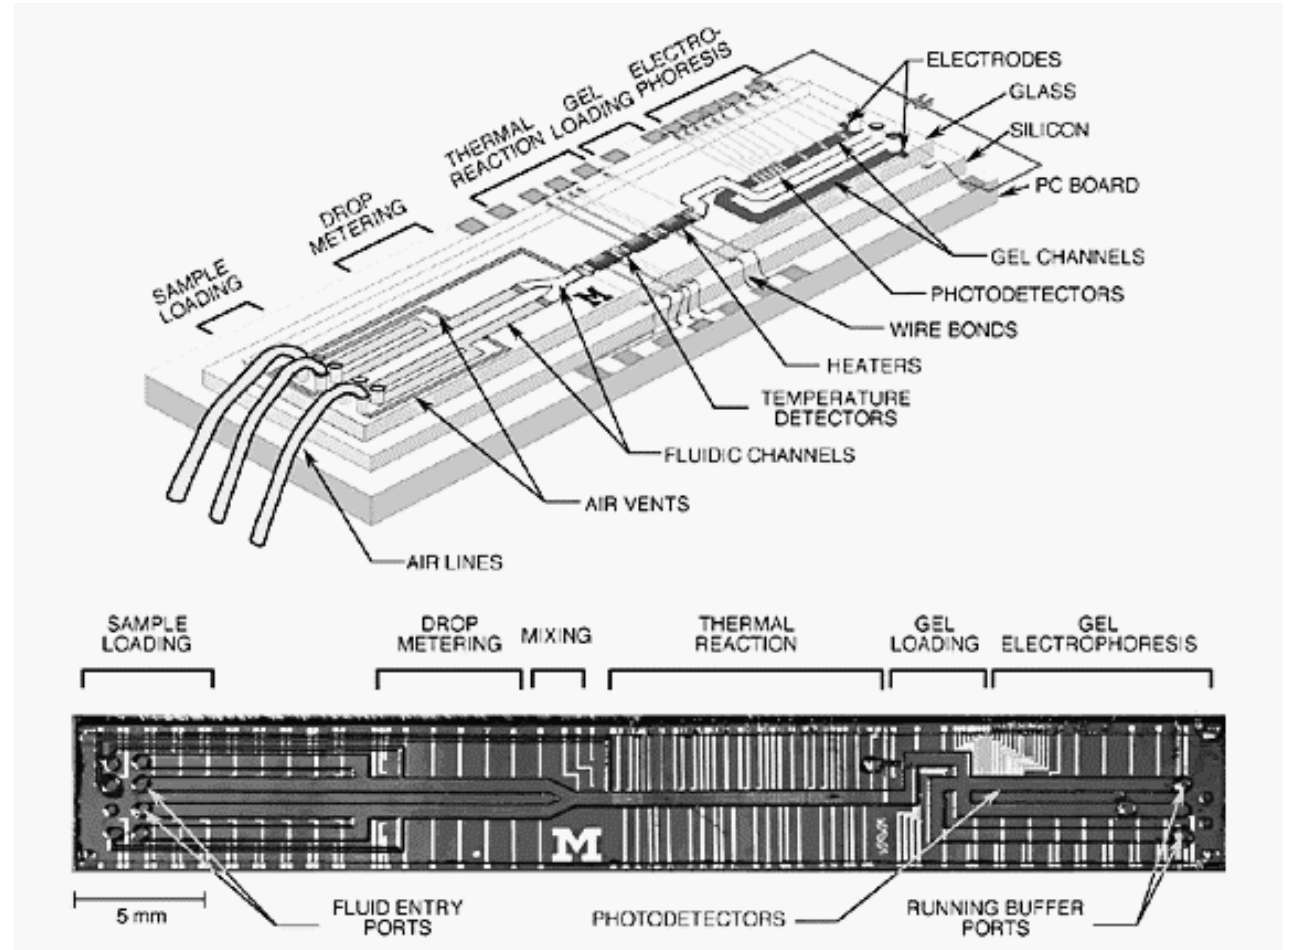 ELECTRO-
PHORESIS
GEL
LOADING
THERMAL
REACTION
DROP
METERING
SAMPLE
LOADING
ELECTRODES
GLASS
SILICON
PC BOARD
GEL CHANNELS
PHOTODETECTORS
WIRE BONDS
HEATERS
TEMPERATURE
DETECTORS
FLUIDIC CHANNELS
AIR VENTS
AIR LINES
M
SAMPLE
LOADING
DROP
METERING
MIXING
THERMAL
REACTION
GEL
LOADING
GEL
ELECTROPHORESIS
M
5 mm
FLUID ENTRY
PORTS
PHOTODETECTORS
RUNNING BUFFER
PORTS